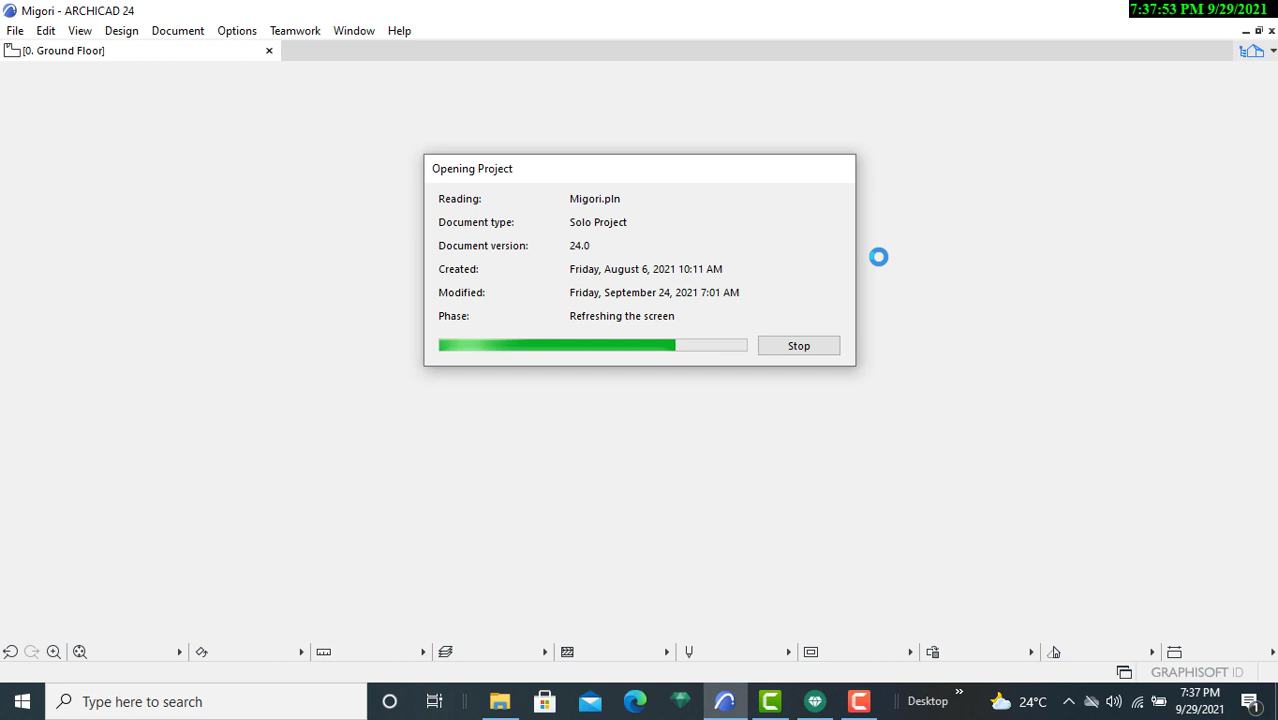 Migori - ARCHICAD 24
7:37:53 PM 9/29/2021
File Edit View Design Document Options Teamwork Window Help
[0. Ground Floor]
Opening Project
Reading: Migori.pln
Document type: Solo Project
Document version: 24.0
Created: Friday, August 6, 2021 10:11 AM
Modified: Friday, September 24, 2021 7:01 AM
Phase: Refreshing the screen
Stop
GRAPHISOFT ID
Type here to search
Desktop
24°C
7:37 PM
9/29/2021
1